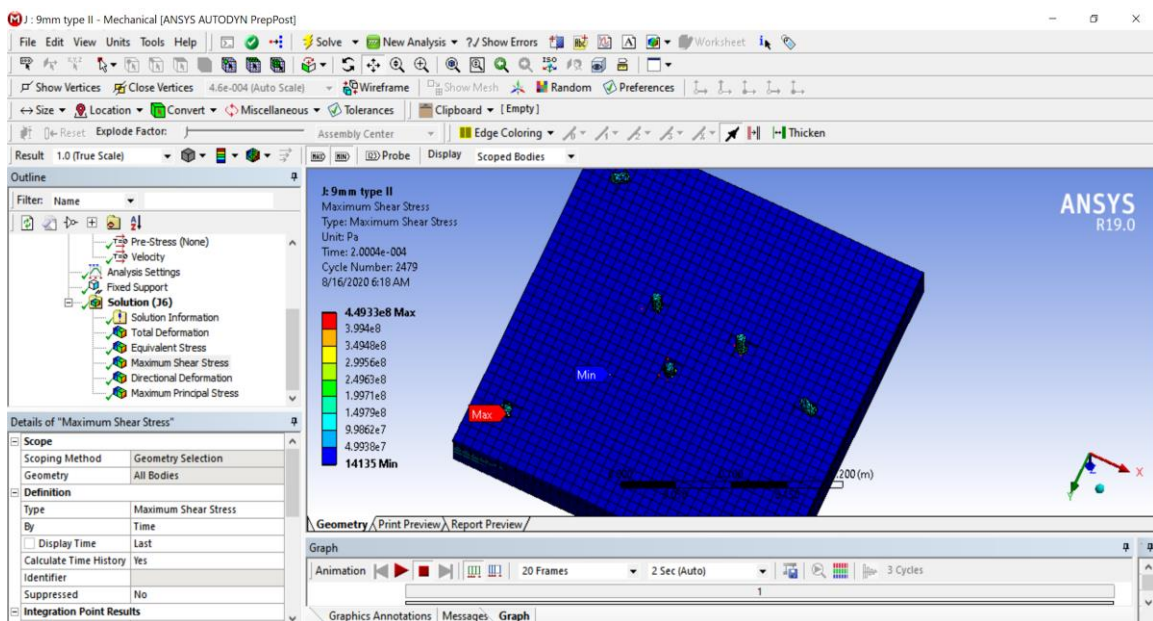 J : 9mm type II - Mechanical [ANSYS AUTODYN PrepPost]
File Edit View Units Tools Help Solve New Analysis ?/ Show Errors Worksheet
Show Vertices Close Vertices 4.6e-004 (Auto Scale) Wireframe Show Mesh Random Preferences
Size Location Convert Miscellaneous Tolerances Clipboard [Empty]
Reset Explode Factor: Assembly Center Edge Coloring Thicken
Result 1.0 (True Scale) Probe Display Scoped Bodies
Outline
Filter: Name
Pre-Stress (None)
Velocity
Analysis Settings
Fixed Support
Solution (J6)
Solution Information
Total Deformation
Equivalent Stress
Maximum Shear Stress
Directional Deformation
Maximum Principal Stress
Details of "Maximum Shear Stress"
Scope
Scoping Method Geometry Selection
Geometry All Bodies
Definition
Type Maximum Shear Stress
By Time
Display Time Last
Calculate Time History Yes
Identifier
Suppressed No
Integration Point Results
J: 9mm type II
Maximum Shear Stress
Type: Maximum Shear Stress
Unit: Pa
Time: 2.0004e-004
Cycle Number: 2479
8/16/2020 6:18 AM
4.4933e8 Max
3.994e8
3.4948e8
2.9956e8
2.4963e8
1.9971e8
1.4979e8
9.9862e7
4.9938e7
14135 Min
Min
Max
ANSYS
R19.0
.200 (m)
X
Y
Geometry Print Preview Report Preview
Graph
Animation 20 Frames 2 Sec (Auto) 3 Cycles
1
Graphics Annotations Messages Graph